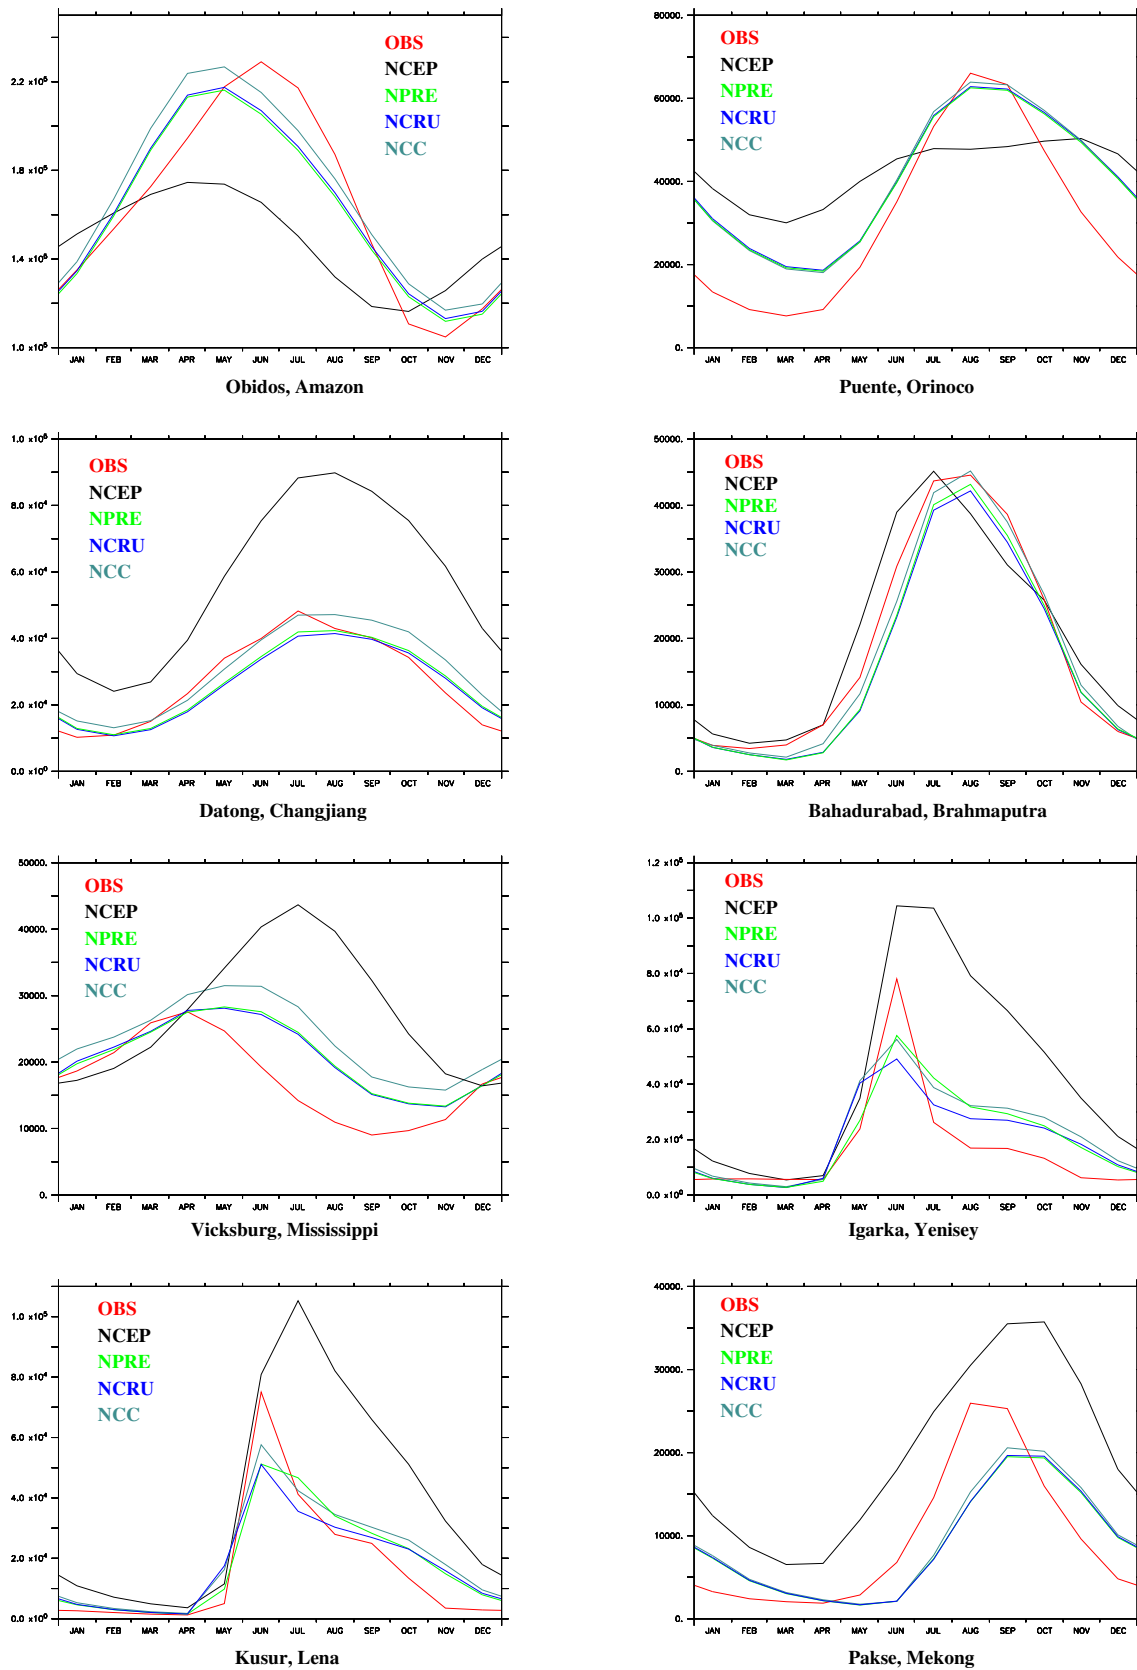 OBS
NCEP
NPRE
NCRU
NCC
2.2 x10⁵
1.8 x10⁵
1.4 x10⁵
1.0 x10⁵
JAN FEB MAR APR MAY JUN JUL AUG SEP OCT NOV DEC
Obidos, Amazon
OBS
NCEP
NPRE
NCRU
NCC
80000.
60000.
40000.
20000.
0.
JAN FEB MAR APR MAY JUN JUL AUG SEP OCT NOV DEC
Puente, Orinoco
OBS
NCEP
NPRE
NCRU
NCC
1.0 x10⁵
8.0 x10⁴
6.0 x10⁴
4.0 x10⁴
2.0 x10⁴
0.0 x10⁰
JAN FEB MAR APR MAY JUN JUL AUG SEP OCT NOV DEC
Datong, Changjiang
OBS
NCEP
NPRE
NCRU
NCC
50000.
40000.
30000.
20000.
10000.
0.
JAN FEB MAR APR MAY JUN JUL AUG SEP OCT NOV DEC
Bahadurabad, Brahmaputra
OBS
NCEP
NPRE
NCRU
NCC
50000.
40000.
30000.
20000.
10000.
0.
JAN FEB MAR APR MAY JUN JUL AUG SEP OCT NOV DEC
Vicksburg, Mississippi
OBS
NCEP
NPRE
NCRU
NCC
1.2 x10⁵
1.0 x10⁵
8.0 x10⁴
6.0 x10⁴
4.0 x10⁴
2.0 x10⁴
0.0 x10⁰
JAN FEB MAR APR MAY JUN JUL AUG SEP OCT NOV DEC
Igarka, Yenisey
OBS
NCEP
NPRE
NCRU
NCC
1.0 x10⁵
8.0 x10⁴
6.0 x10⁴
4.0 x10⁴
2.0 x10⁴
0.0 x10⁰
JAN FEB MAR APR MAY JUN JUL AUG SEP OCT NOV DEC
Kusur, Lena
OBS
NCEP
NPRE
NCRU
NCC
40000.
30000.
20000.
10000.
0.
JAN FEB MAR APR MAY JUN JUL AUG SEP OCT NOV DEC
Pakse, Mekong